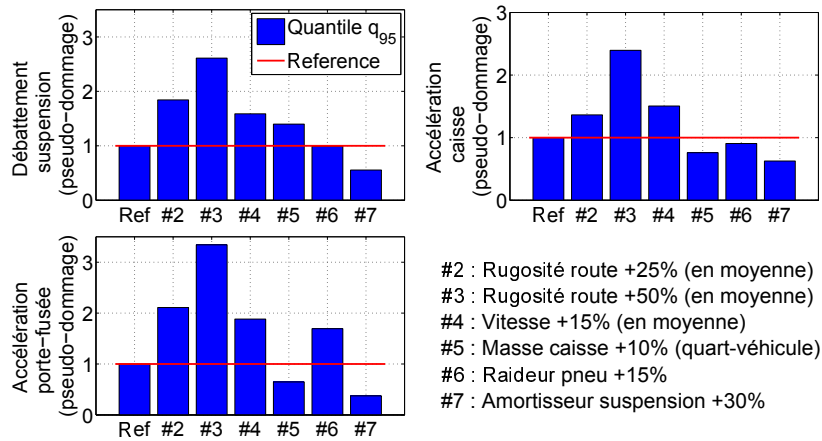 Débattement
suspension
(pseudo-dommage)
3
2
1
0
Quantile q95
Reference
Ref #2 #3 #4 #5 #6 #7
Accélération
caisse
(pseudo-dommage)
3
2
1
0
Ref #2 #3 #4 #5 #6 #7
Accélération
porte-fusée
(pseudo-dommage)
3
2
1
0
Ref #2 #3 #4 #5 #6 #7
#2 : Rugosité route +25% (en moyenne)
#3 : Rugosité route +50% (en moyenne)
#4 : Vitesse +15% (en moyenne)
#5 : Masse caisse +10% (quart-véhicule)
#6 : Raideur pneu +15%
#7 : Amortisseur suspension +30%